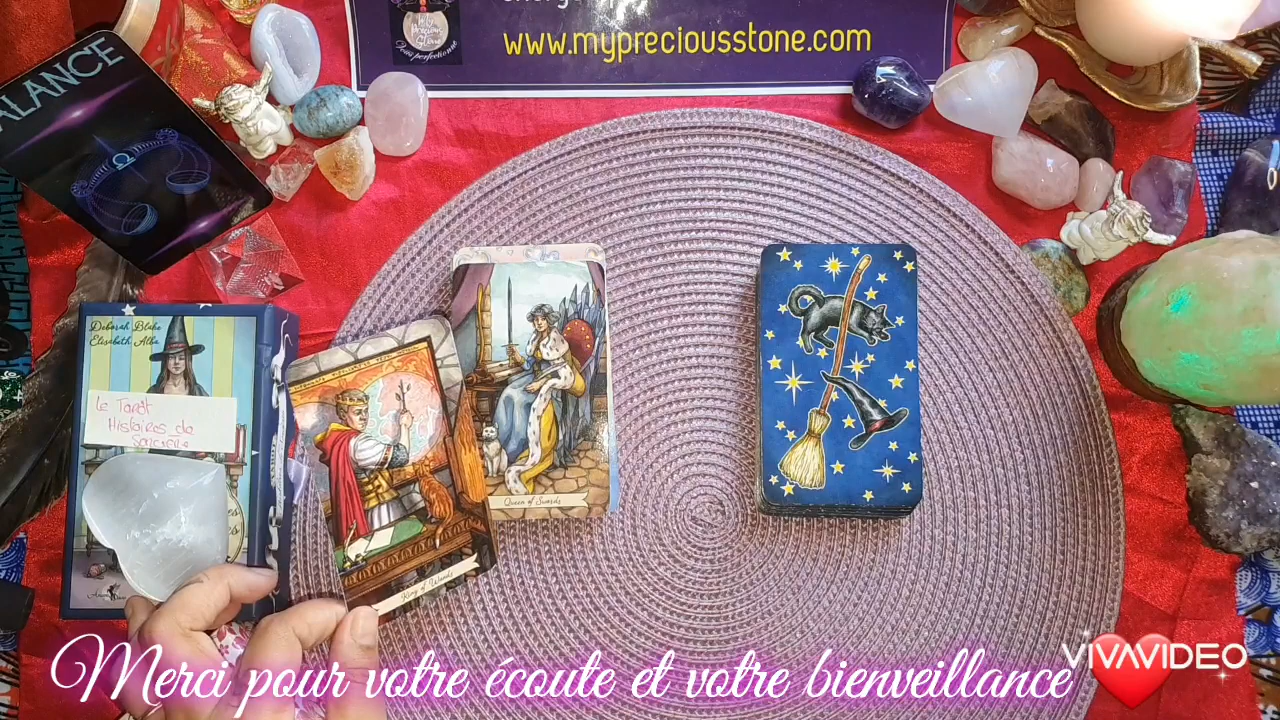 www.mypreciousstone.com
ALANCE
Deborah Blake
Elisabeth Alba
Le Tarot
Histoires de
Sorcière
Queen of Swords
King of Wands
Merci pour votre écoute et votre bienveillance
VIVAVIDEO